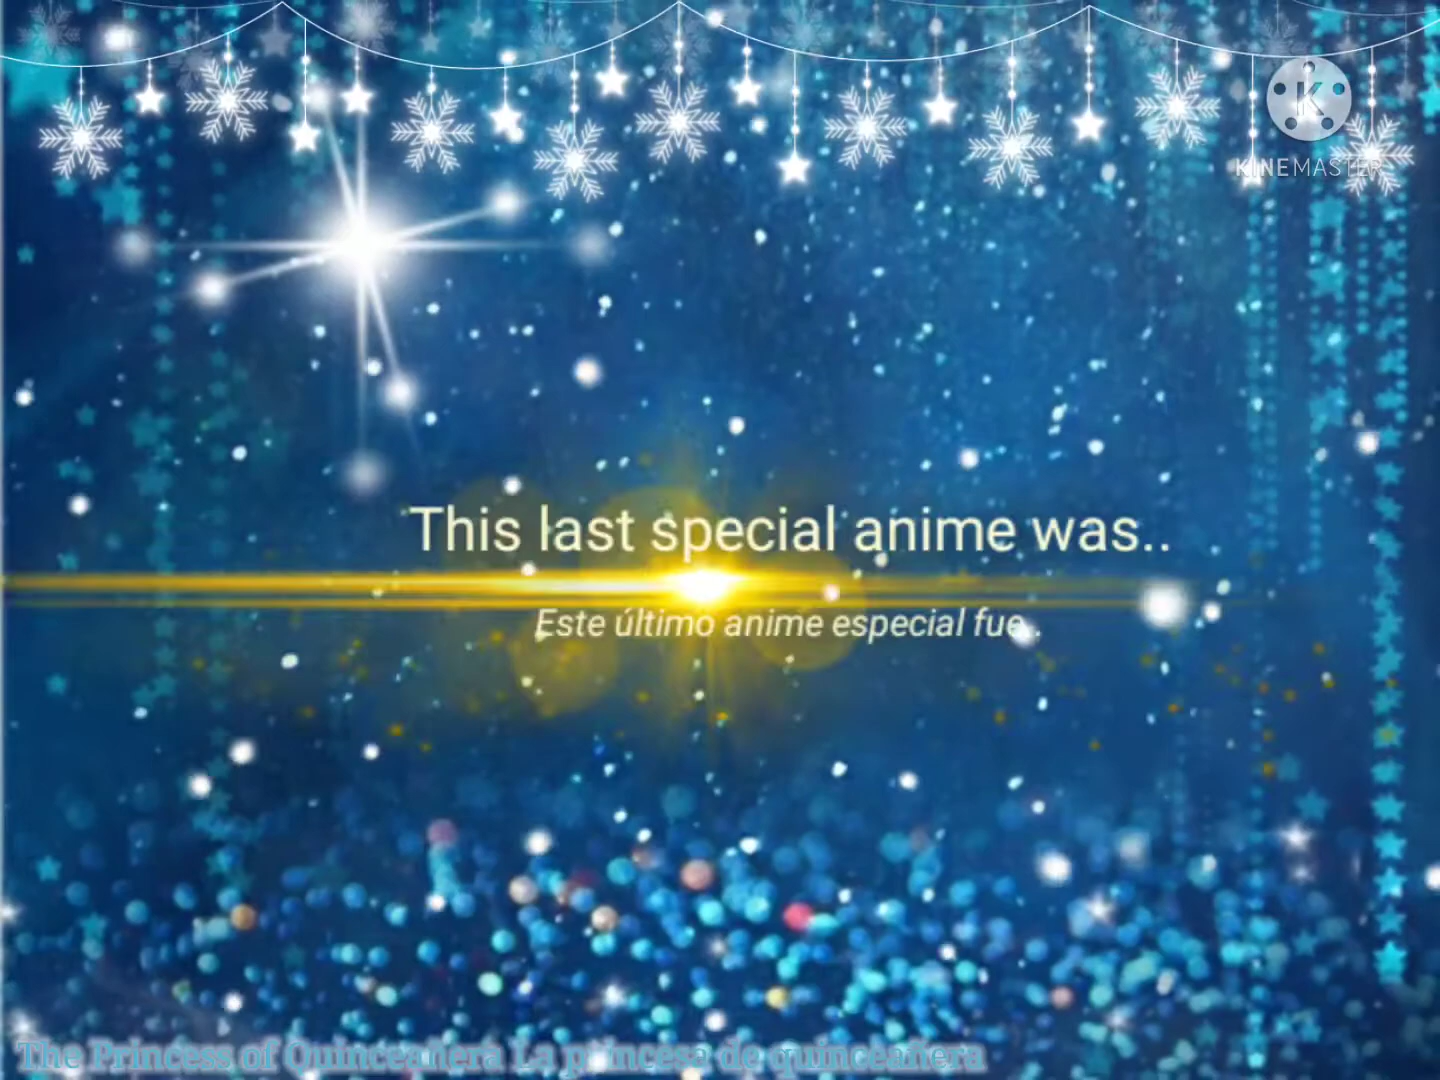 KINEMASTER
This last special anime was..
Este último anime especial fue..
The Princess of Quinceañera La princesa de quinceañera